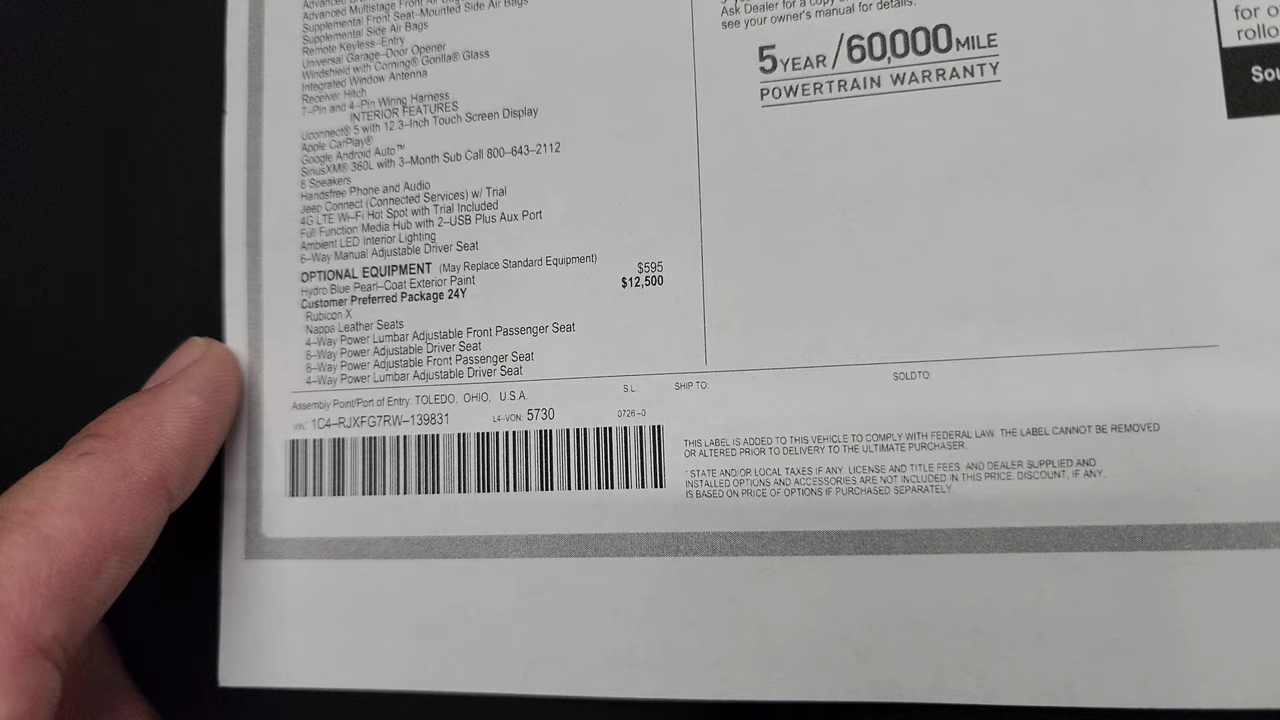 Advanced Multistage Front Air
Supplemental Front Seat–Mounted Side Air Bags
Supplemental Side Air Bags
Remote Keyless–Entry
Universal Garage–Door Opener
Windshield with Corning® Gorilla® Glass
Integrated Window Antenna
Receiver Hitch
7–Pin and 4–Pin Wiring Harness
INTERIOR FEATURES
Uconnect® 5 with 12.3–Inch Touch Screen Display
Apple CarPlay®
Google Android Auto™
SiriusXM® 360L with 3–Month Sub Call 800–643–2112
8 Speakers
Handsfree Phone and Audio
Jeep Connect (Connected Services) w/ Trial
4G LTE Wi–Fi Hot Spot with Trial Included
Full Function Media Hub with 2–USB Plus Aux Port
Ambient LED Interior Lighting
6–Way Manual Adjustable Driver Seat
OPTIONAL EQUIPMENT (May Replace Standard Equipment)
Hydro Blue Pearl–Coat Exterior Paint $595
Customer Preferred Package 24Y $12,500
Rubicon X
Nappa Leather Seats
4–Way Power Lumbar Adjustable Front Passenger Seat
8–Way Power Adjustable Driver Seat
8–Way Power Adjustable Front Passenger Seat
4–Way Power Lumbar Adjustable Driver Seat
Ask Dealer for a copy
see your owner's manual for details.
5 YEAR / 60,000 MILE
POWERTRAIN WARRANTY
for o
rollo
Sou
Assembly Point/Port of Entry: TOLEDO, OHIO, U.S.A.
VIN: 1C4–RJXFG7RW–139831 L4–VON: 5730
S.L.
0726–0
SHIP TO:
SOLD TO:
THIS LABEL IS ADDED TO THIS VEHICLE TO COMPLY WITH FEDERAL LAW. THE LABEL CANNOT BE REMOVED
OR ALTERED PRIOR TO DELIVERY TO THE ULTIMATE PURCHASER.
* STATE AND/OR LOCAL TAXES IF ANY, LICENSE AND TITLE FEES AND DEALER SUPPLIED AND
INSTALLED OPTIONS AND ACCESSORIES ARE NOT INCLUDED IN THIS PRICE. DISCOUNT, IF ANY,
IS BASED ON PRICE OF OPTIONS IF PURCHASED SEPARATELY